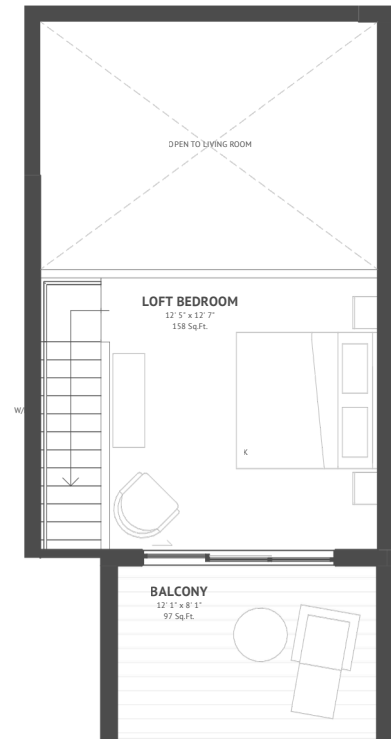 OPEN TO LIVING ROOM
LOFT BEDROOM
12' 5" x 12' 7"
158 Sq.Ft.
W/
K
BALCONY
12' 1" x 8' 1"
97 Sq.Ft.